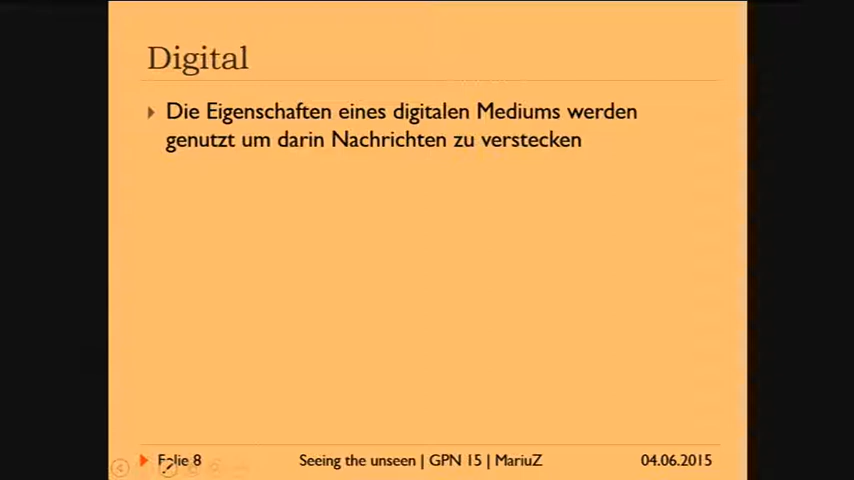 Digital
Die Eigenschaften eines digitalen Mediums werden
genutzt um darin Nachrichten zu verstecken
Folie 8 Seeing the unseen | GPN 15 | MariuZ 04.06.2015